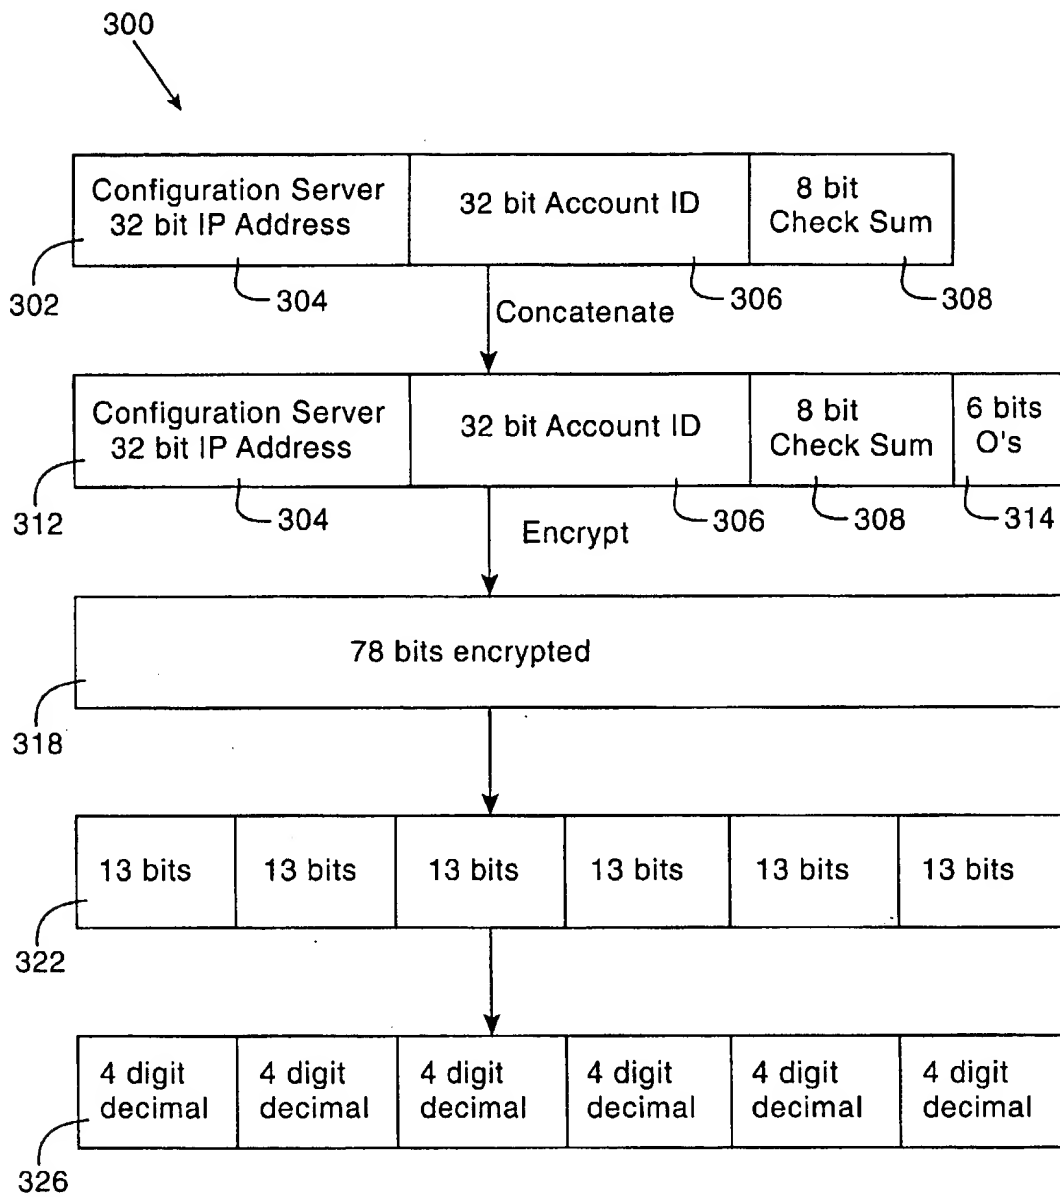 300
Configuration Server
32 bit IP Address
32 bit Account ID
8 bit
Check Sum
302
304
306
308
Concatenate
Configuration Server
32 bit IP Address
32 bit Account ID
8 bit
Check Sum
6 bits
O's
312
304
306
308
314
Encrypt
78 bits encrypted
318
13 bits
13 bits
13 bits
13 bits
13 bits
13 bits
322
4 digit
decimal
4 digit
decimal
4 digit
decimal
4 digit
decimal
4 digit
decimal
4 digit
decimal
326